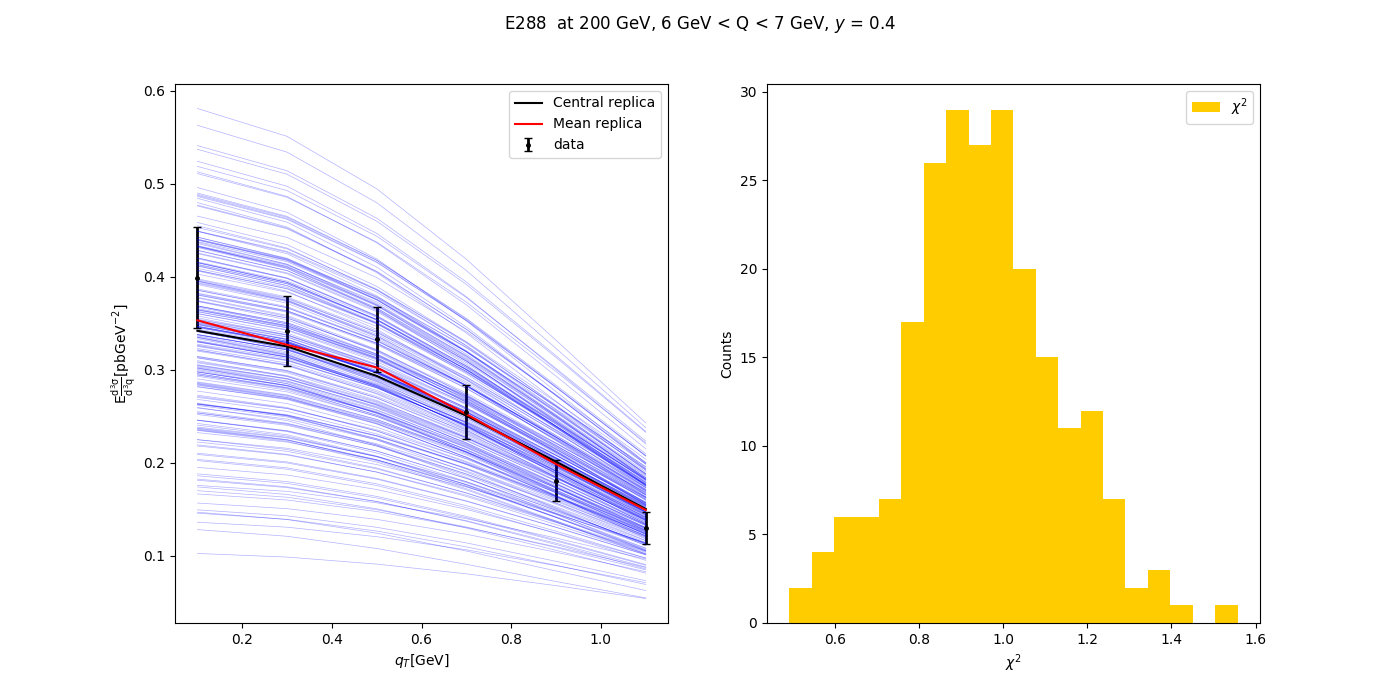 E288 at 200 GeV, 6 GeV < Q < 7 GeV, y = 0.4
0.6
0.5
0.4
0.3
0.2
0.1
E d³σ/d³q [pbGeV⁻²]
Central replica
Mean replica
data
0.2
0.4
0.6
0.8
1.0
q_T[GeV]
30
25
20
15
10
5
0
Counts
χ²
0.6
0.8
1.0
1.2
1.4
1.6
χ²